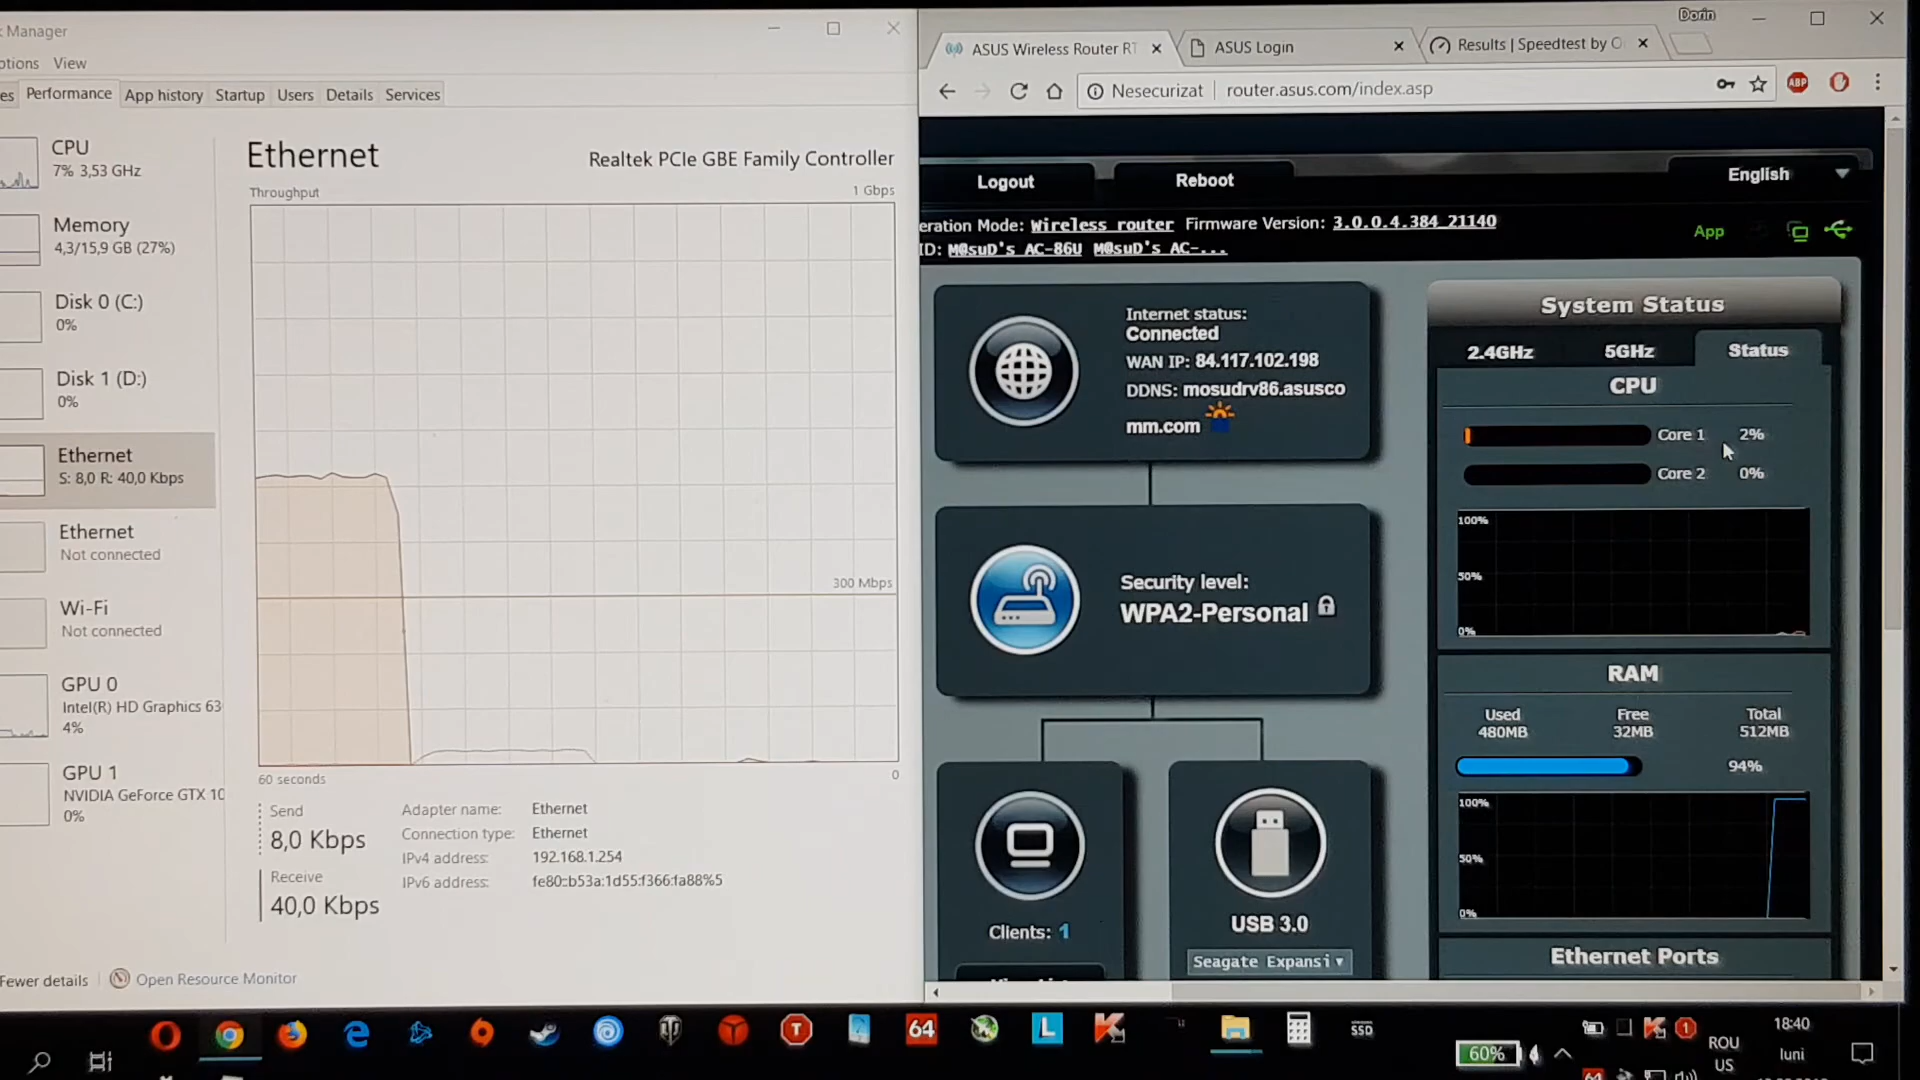 Manager
View
Performance
App history
Startup
Users
Details
Services
CPU
7% 3,53 GHz
Memory
4,3/15,9 GB (27%)
Disk 0 (C:)
0%
Disk 1 (D:)
0%
Ethernet
S: 8,0 R: 40,0 Kbps
Ethernet
Not connected
Wi-Fi
Not connected
GPU 0
Intel(R) HD Graphics 63
4%
GPU 1
NVIDIA GeForce GTX 10
0%
Fewer details
Open Resource Monitor
Ethernet
Realtek PCIe GBE Family Controller
Throughput
1 Gbps
300 Mbps
60 seconds
0
Send
8,0 Kbps
Receive
40,0 Kbps
Adapter name: Ethernet
Connection type: Ethernet
IPv4 address: 192.168.1.254
IPv6 address: fe80::b53a:1d55:f366:fa88%5
Dorin
ASUS Wireless Router RT
ASUS Login
Results | Speedtest by O
Nesecurizat
router.asus.com/index.asp
ABP
Logout
Reboot
English
eration Mode: Wireless router Firmware Version: 3.0.0.4.384_21140
App
ID: M@suD's AC-86U M@suD's AC-...
Internet status:
Connected
WAN IP: 84.117.102.198
DDNS: mosudrv86.asusco
mm.com
Security level:
WPA2-Personal
Clients: 1
USB 3.0
Seagate Expansi
System Status
2.4GHz
5GHz
Status
CPU
Core 1 2%
Core 2 0%
100%
50%
0%
RAM
Used
480MB
Free
32MB
Total
512MB
94%
100%
50%
0%
Ethernet Ports
64
L
SSD
60%
ROU
US
18:40
luni